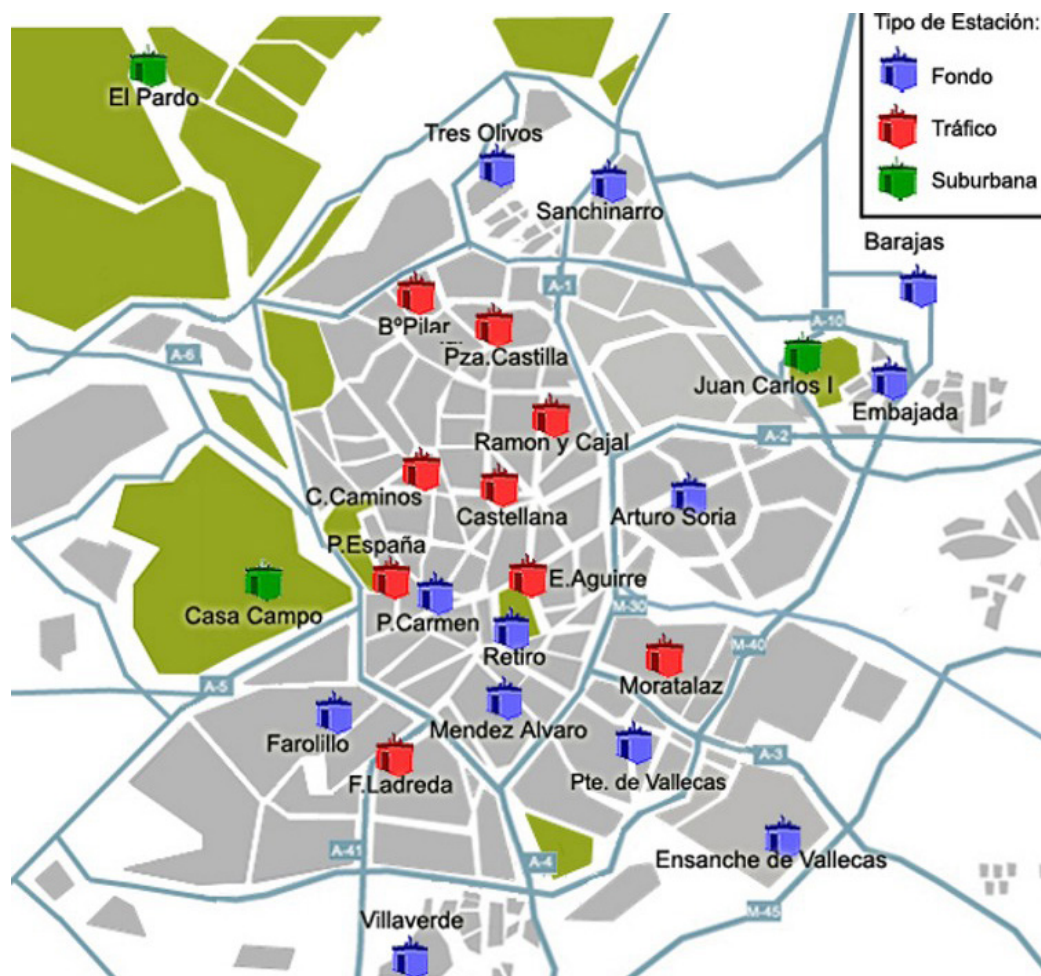 Tipo de Estación:
Fondo
Tráfico
Suburbana
El Pardo
Tres Olivos
Sanchinarro
Barajas
A-1
BºPilar
A-10
Pza.Castilla
A-6
Juan Carlos I
Embajada
Ramon y Cajal
A-2
C.Caminos
Castellana
Arturo Soria
P.España
E.Aguirre
Casa Campo
P.Carmen
M-30
Retiro
M-40
Moratalaz
A-5
Farolillo
Mendez Alvaro
F.Ladreda
Pte. de Vallecas
A-3
A-41
A-4
Ensanche de Vallecas
M-45
Villaverde